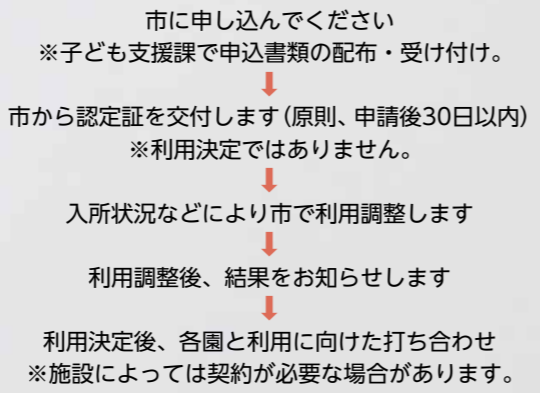 市に申し込んでください
※子ども支援課で申込書類の配布・受け付け。
市から認定証を交付します(原則、申請後30日以内)
※利用決定ではありません。
入所状況などにより市で利用調整します
利用調整後、結果をお知らせします
利用決定後、各園と利用に向けた打ち合わせ
※施設によっては契約が必要な場合があります。